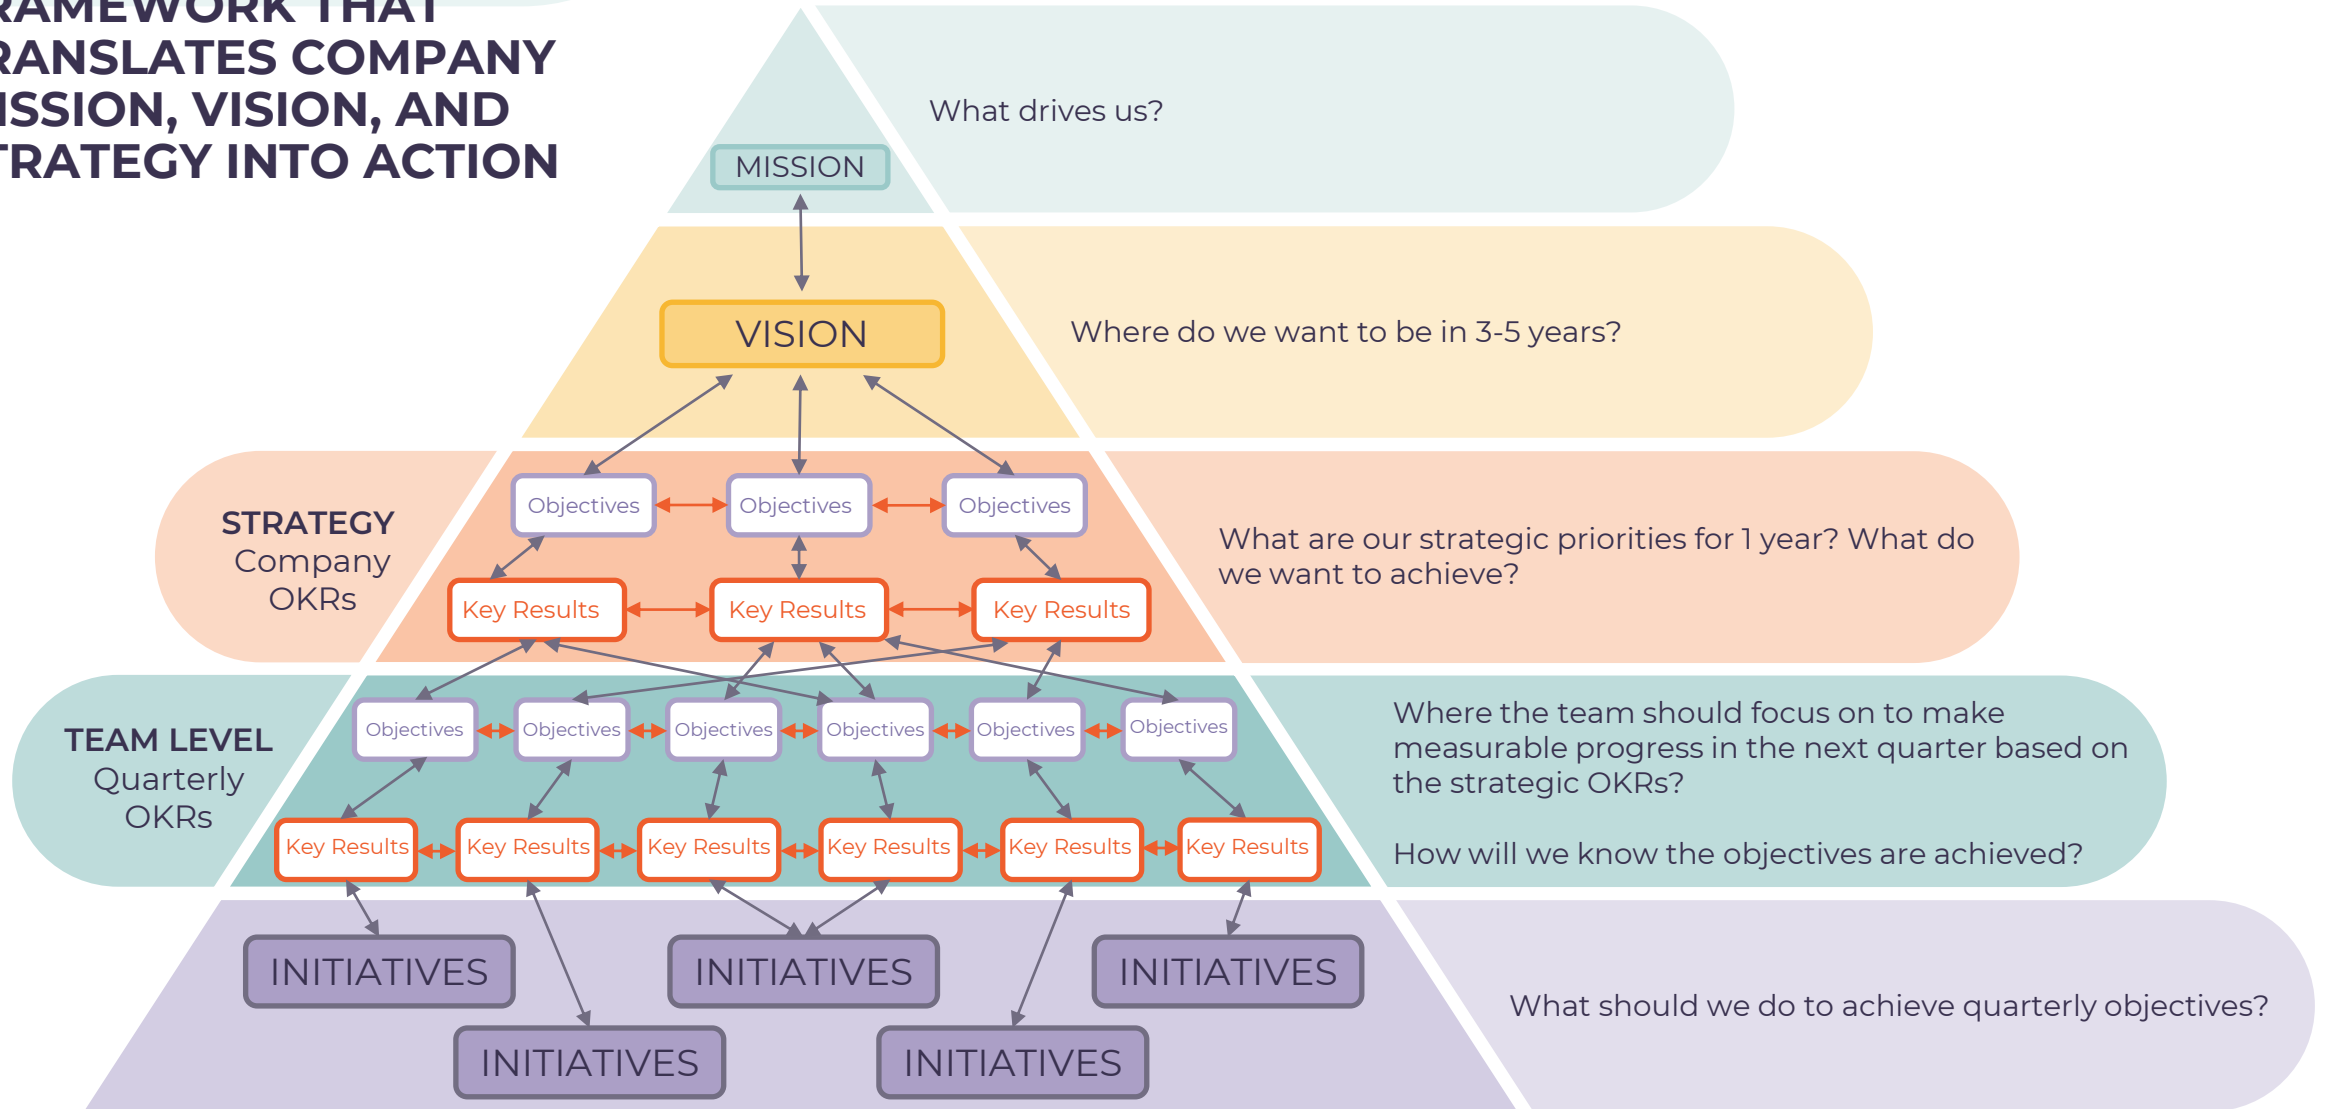 RAMEWORK THAT
RANSLATES COMPANY
ISSION, VISION, AND
TRATEGY INTO ACTION
What drives us?
MISSION
VISION
Where do we want to be in 3-5 years?
STRATEGY
Company
OKRs
Objectives
Objectives
Objectives
Key Results
Key Results
Key Results
What are our strategic priorities for 1 year? What do
we want to achieve?
TEAM LEVEL
Quarterly
OKRs
Objectives
Objectives
Objectives
Objectives
Objectives
Objectives
Key Results
Key Results
Key Results
Key Results
Key Results
Key Results
Where the team should focus on to make
measurable progress in the next quarter based on
the strategic OKRs?
How will we know the objectives are achieved?
INITIATIVES
INITIATIVES
INITIATIVES
INITIATIVES
INITIATIVES
What should we do to achieve quarterly objectives?